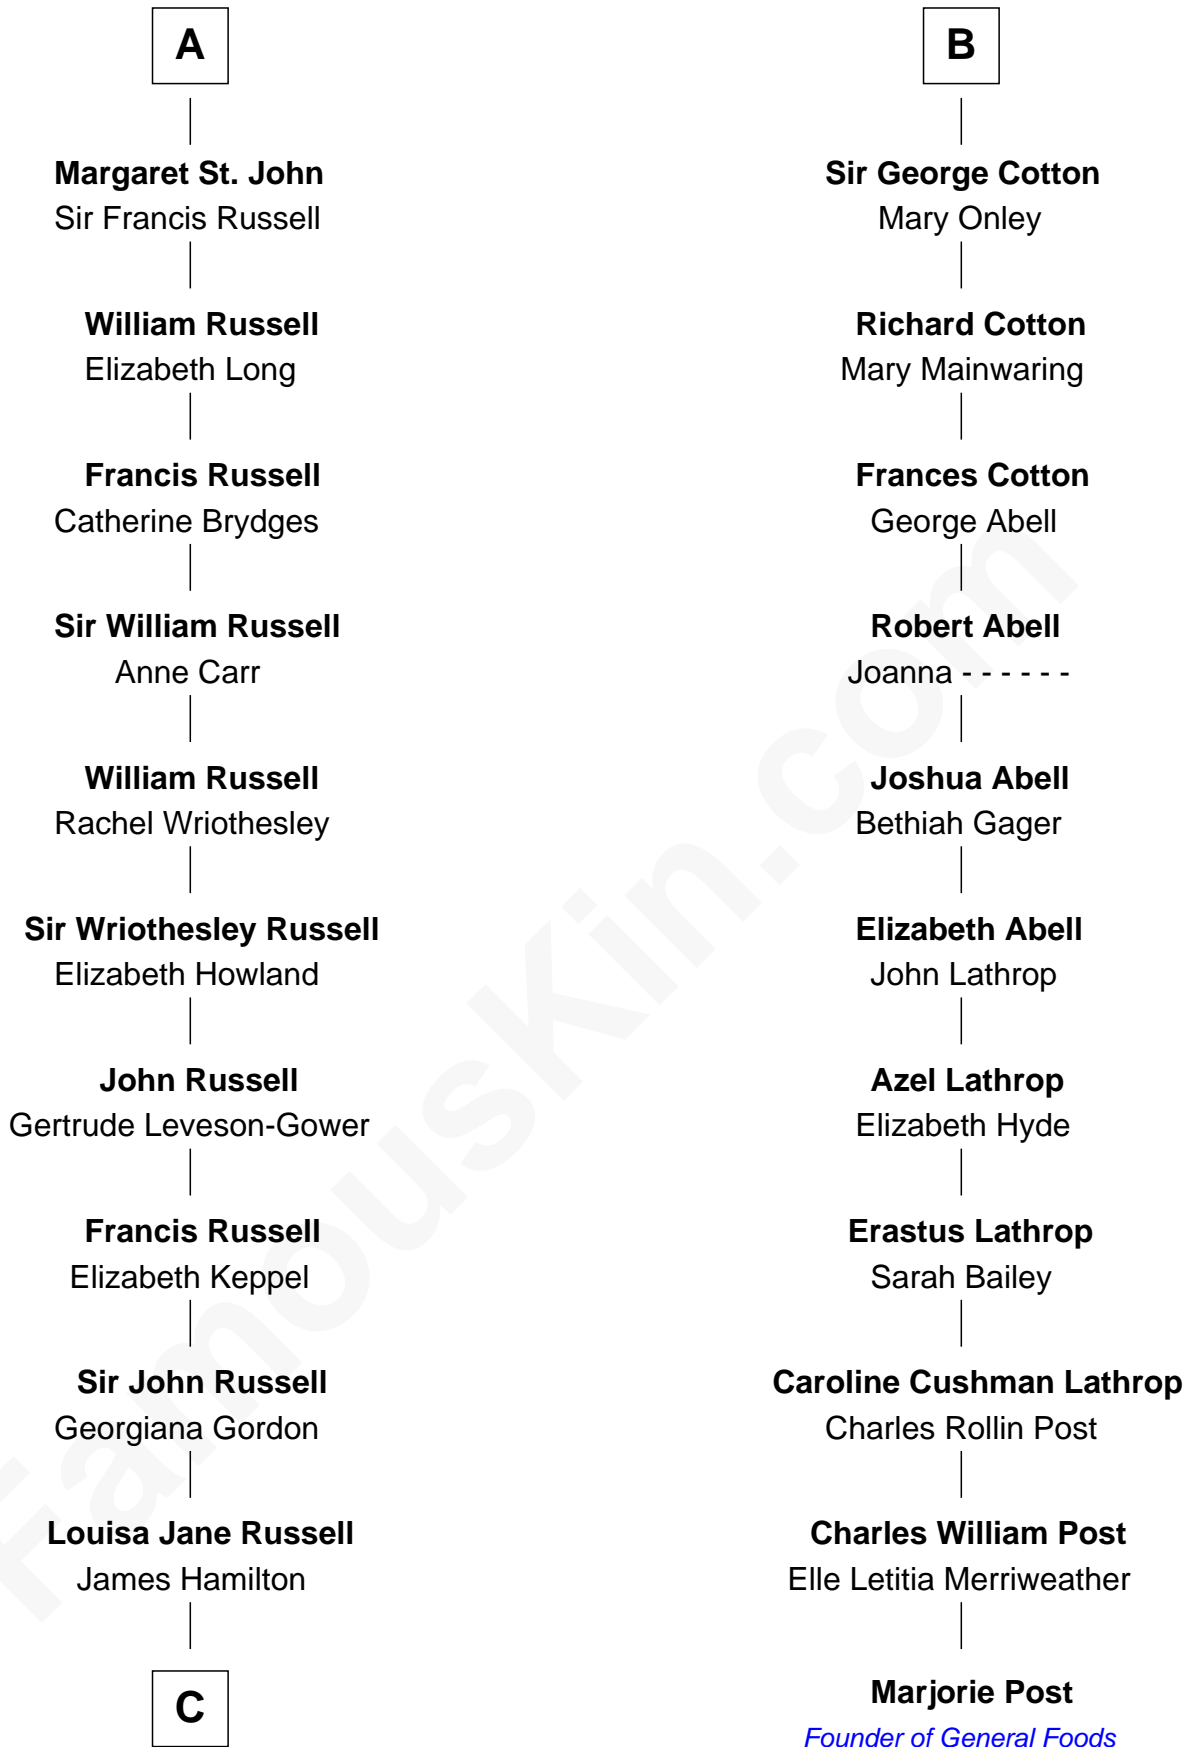 A
Margaret St. John
Sir Francis Russell
William Russell
Elizabeth Long
Francis Russell
Catherine Brydges
Sir William Russell
Anne Carr
William Russell
Rachel Wriothesley
Sir Wriothesley Russell
Elizabeth Howland
John Russell
Gertrude Leveson-Gower
Francis Russell
Elizabeth Keppel
Sir John Russell
Georgiana Gordon
Louisa Jane Russell
James Hamilton
C
B
Sir George Cotton
Mary Onley
Richard Cotton
Mary Mainwaring
Frances Cotton
George Abell
Robert Abell
Joanna - - - - - -
Joshua Abell
Bethiah Gager
Elizabeth Abell
John Lathrop
Azel Lathrop
Elizabeth Hyde
Erastus Lathrop
Sarah Bailey
Caroline Cushman Lathrop
Charles Rollin Post
Charles William Post
Elle Letitia Merriweather
Marjorie Post
Founder of General Foods
FamousKin.com